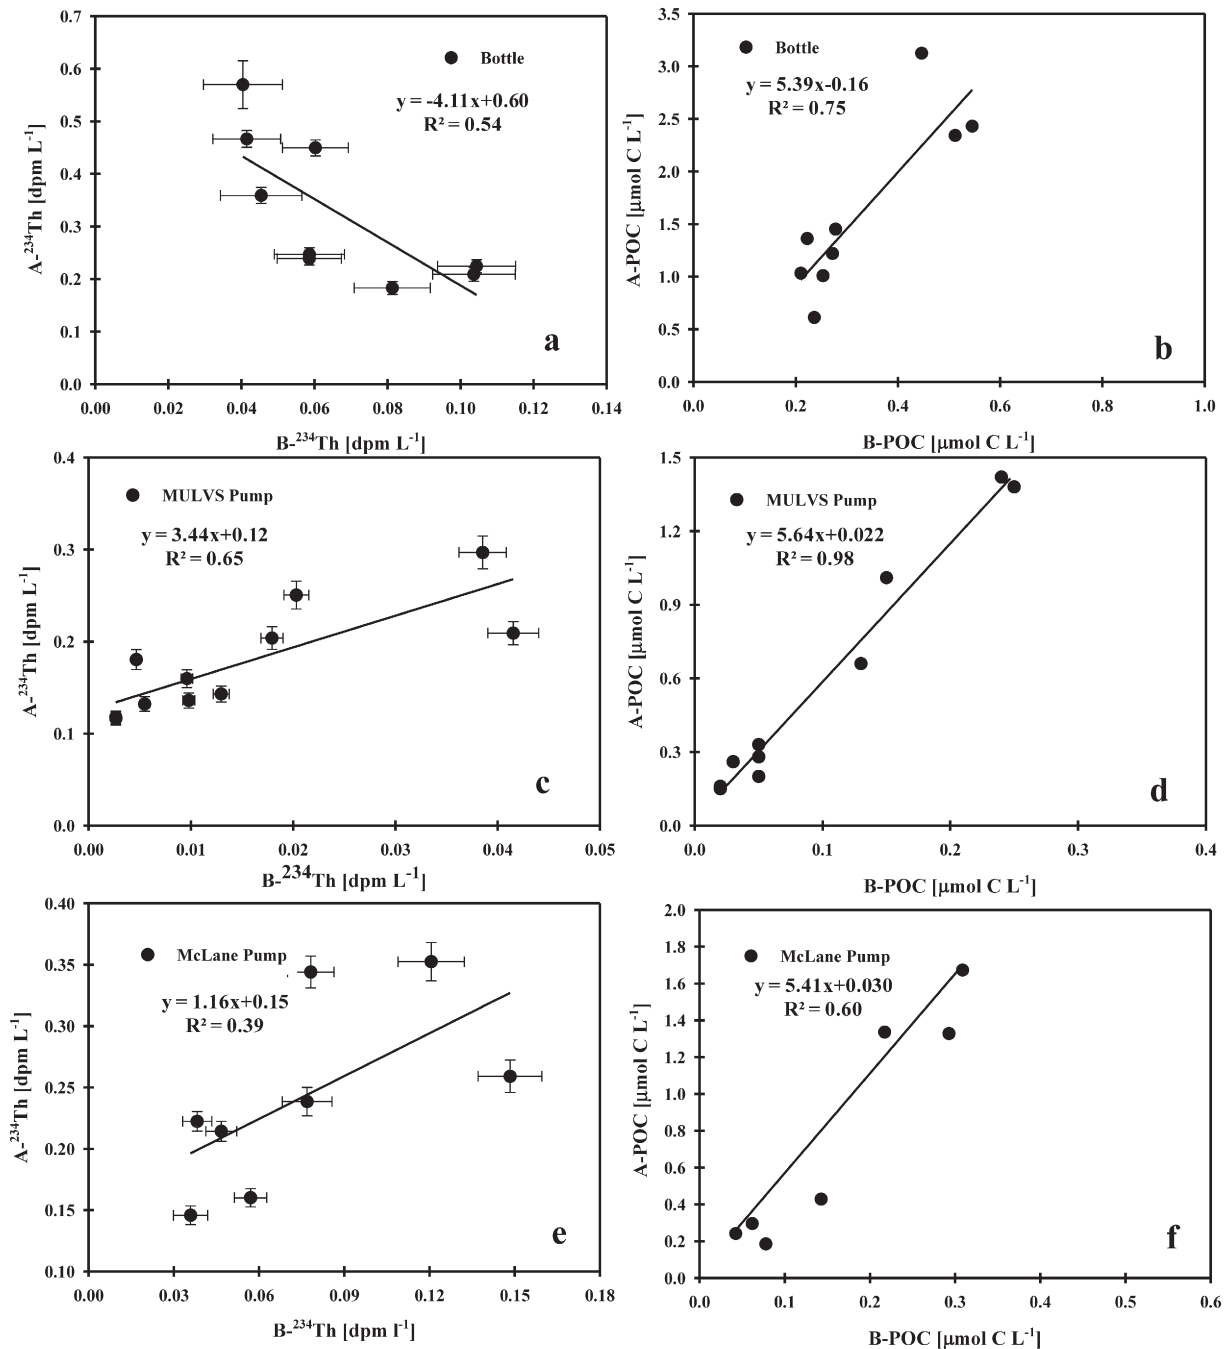 0.7
0.6
0.5
0.4
0.3
0.2
0.1
0.0
A-²³⁴Th [dpm L⁻¹]
Bottle
y = -4.11x+0.60
R² = 0.54
a
0.00 0.02 0.04 0.06 0.08 0.10 0.12 0.14
B-²³⁴Th [dpm L⁻¹]
3.5
3.0
2.5
2.0
1.5
1.0
0.5
0.0
A-POC [µmol C L⁻¹]
Bottle
y = 5.39x-0.16
R² = 0.75
b
0.0 0.2 0.4 0.6 0.8 1.0
B-POC [µmol C L⁻¹]
0.4
0.3
0.2
0.1
0.0
A-²³⁴Th [dpm L⁻¹]
MULVS Pump
y = 3.44x+0.12
R² = 0.65
c
0.00 0.01 0.02 0.03 0.04 0.05
B-²³⁴Th [dpm L⁻¹]
1.5
1.2
0.9
0.6
0.3
0.0
A-POC [µmol C L⁻¹]
MULVS Pump
y = 5.64x+0.022
R² = 0.98
d
0.0 0.1 0.2 0.3 0.4
B-POC [µmol C L⁻¹]
0.40
0.35
0.30
0.25
0.20
0.15
0.10
A-²³⁴Th [dpm L⁻¹]
McLane Pump
y = 1.16x+0.15
R² = 0.39
e
0.00 0.03 0.06 0.09 0.12 0.15 0.18
B-²³⁴Th [dpm l⁻¹]
2.0
1.8
1.6
1.4
1.2
1.0
0.8
0.6
0.4
0.2
0.0
A-POC [µmol C L⁻¹]
McLane Pump
y = 5.41x+0.030
R² = 0.60
f
0.0 0.1 0.2 0.3 0.4 0.5 0.6
B-POC [µmol C L⁻¹]